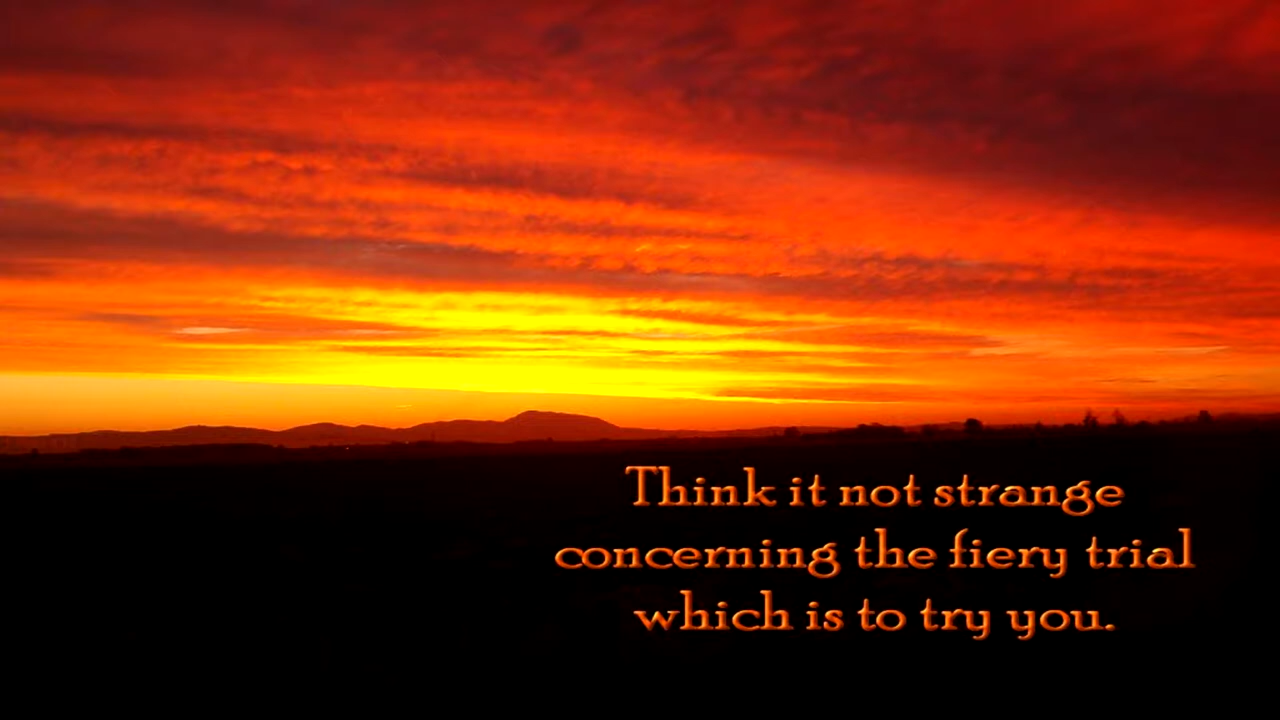 Think it not strange
concerning the fiery trial
which is to try you.